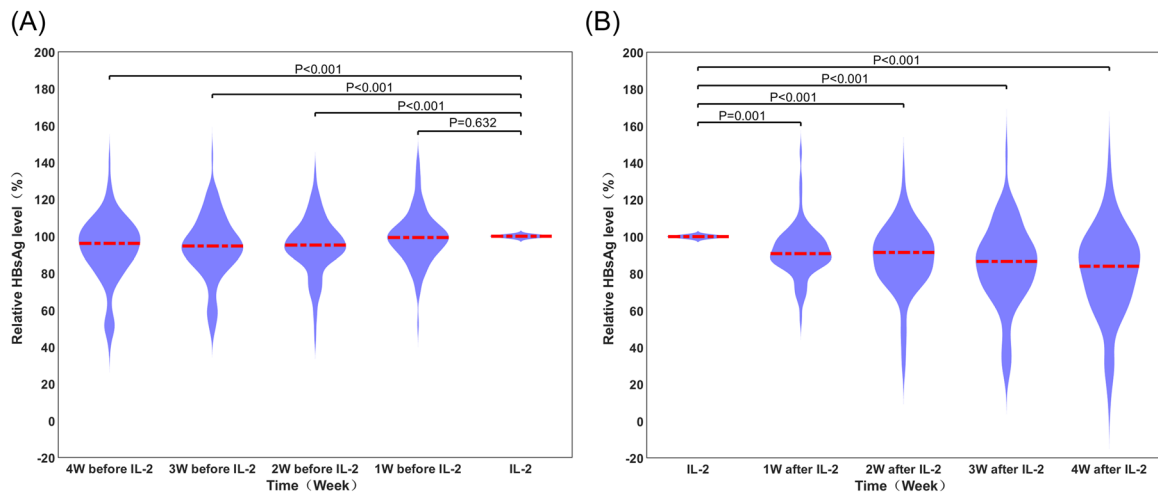 (A)
Relative HBsAg level（%）
200
180
160
140
120
100
80
60
40
20
0
-20
P<0.001
P<0.001
P<0.001
P=0.632
4W before IL-2
3W before IL-2
2W before IL-2
1W before IL-2
IL-2
Time（Week）
(B)
Relative HBsAg level（%）
200
180
160
140
120
100
80
60
40
20
0
-20
P<0.001
P<0.001
P<0.001
P=0.001
IL-2
1W after IL-2
2W after IL-2
3W after IL-2
4W after IL-2
Time（Week）